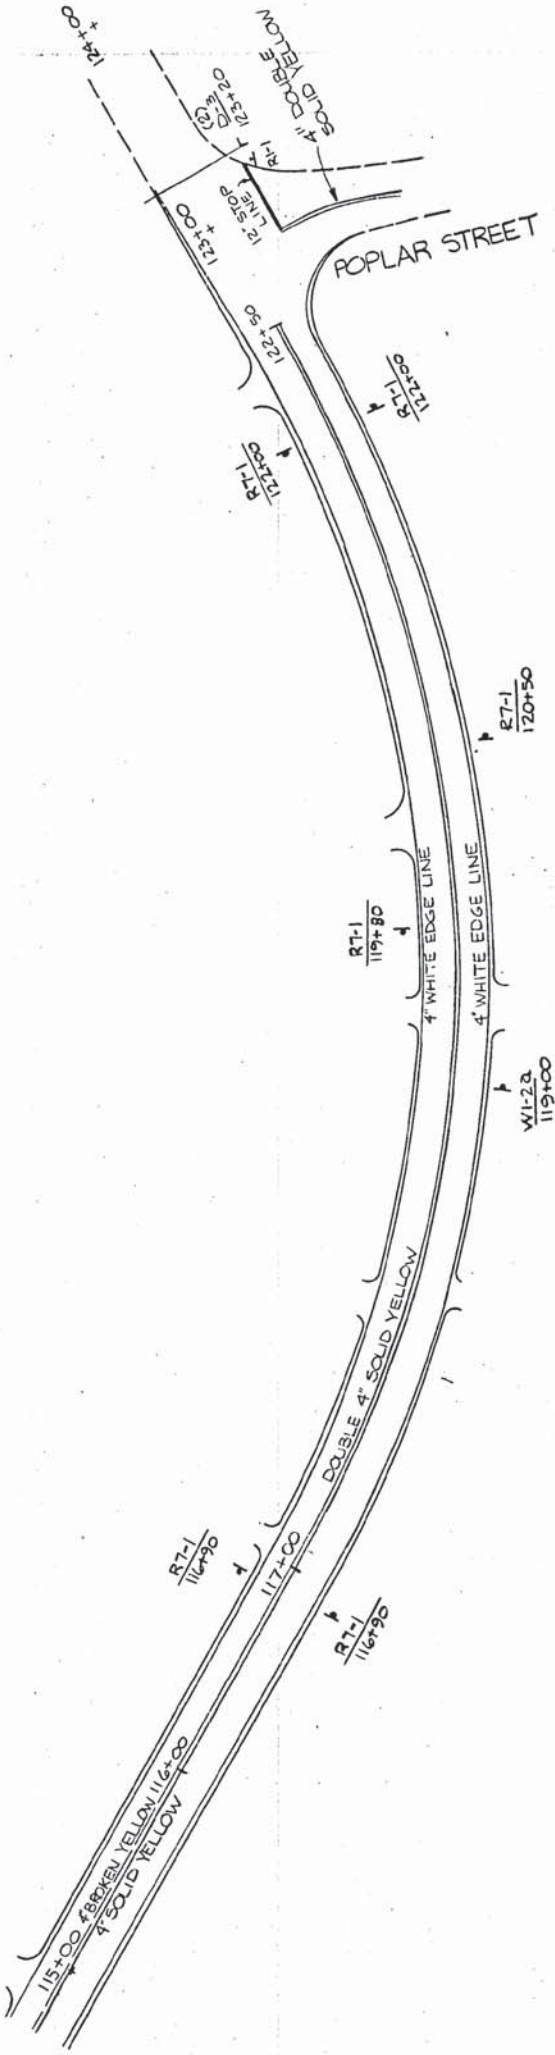 124+00
+
(2)
D-W
123+20
R1-1
4" DOUBLE
SOLID YELLOW
12" STOP
LINE
123+00
+
POPLAR STREET
122+50
R7-1
122+00
R7-1
122+00
R7-1
120+50
R7-1
119+80
4" WHITE EDGE LINE
4" WHITE EDGE LINE
W1-2a
119+00
DOUBLE 4" SOLID YELLOW
R7-1
116+90
117+00
R7-1
116+90
115+00 4" BROKEN YELLOW 116+00
4" SOLID YELLOW